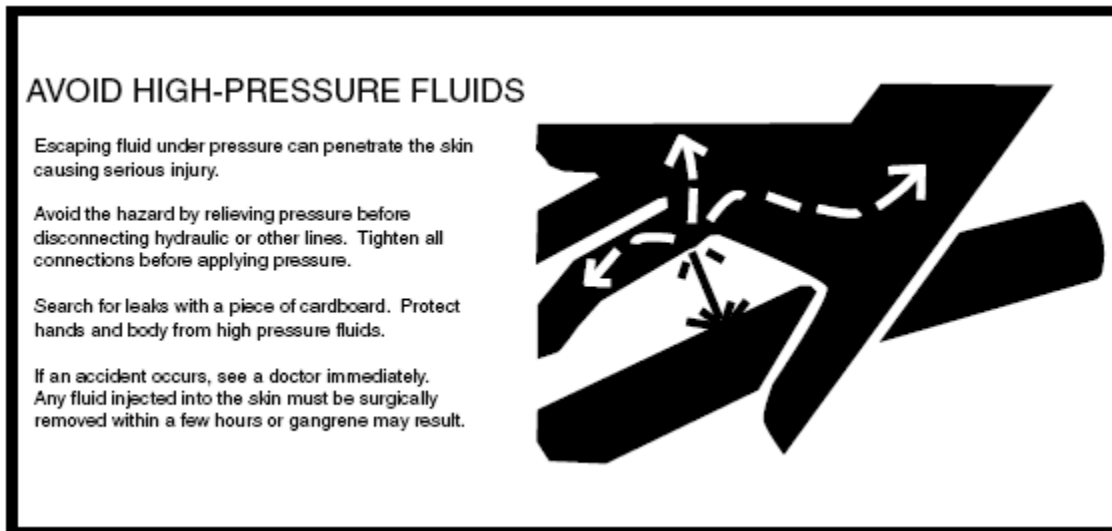 AVOID HIGH-PRESSURE FLUIDS
Escaping fluid under pressure can penetrate the skin
causing serious injury.
Avoid the hazard by relieving pressure before
disconnecting hydraulic or other lines.  Tighten all
connections before applying pressure.
Search for leaks with a piece of cardboard.  Protect
hands and body from high pressure fluids.
If an accident occurs, see a doctor immediately.
Any fluid injected into the skin must be surgically
removed within a few hours or gangrene may result.